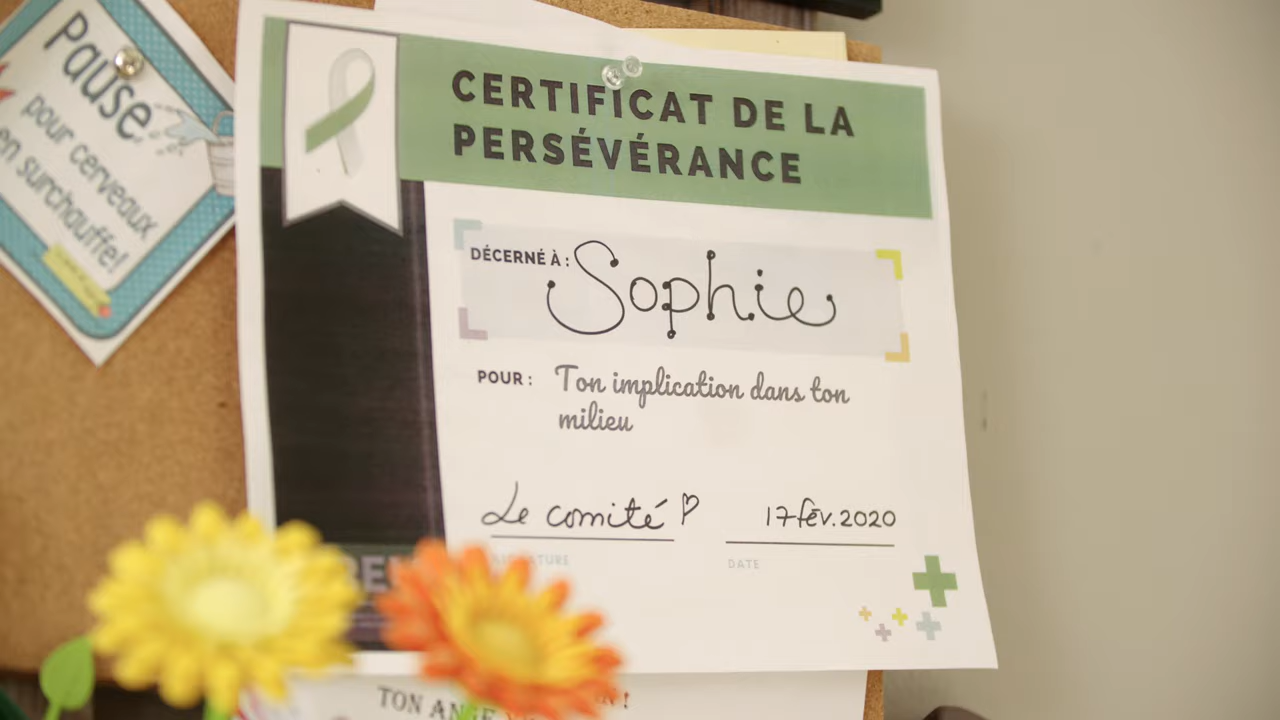 Pause
pour cerveaux
en surchauffe!
CERTIFICAT DE LA
PERSÉVÉRANCE
DÉCERNÉ À : Sophie
POUR : Ton implication dans ton
milieu
Le comité 17 fév. 2020
SIGNATURE DATE
TON